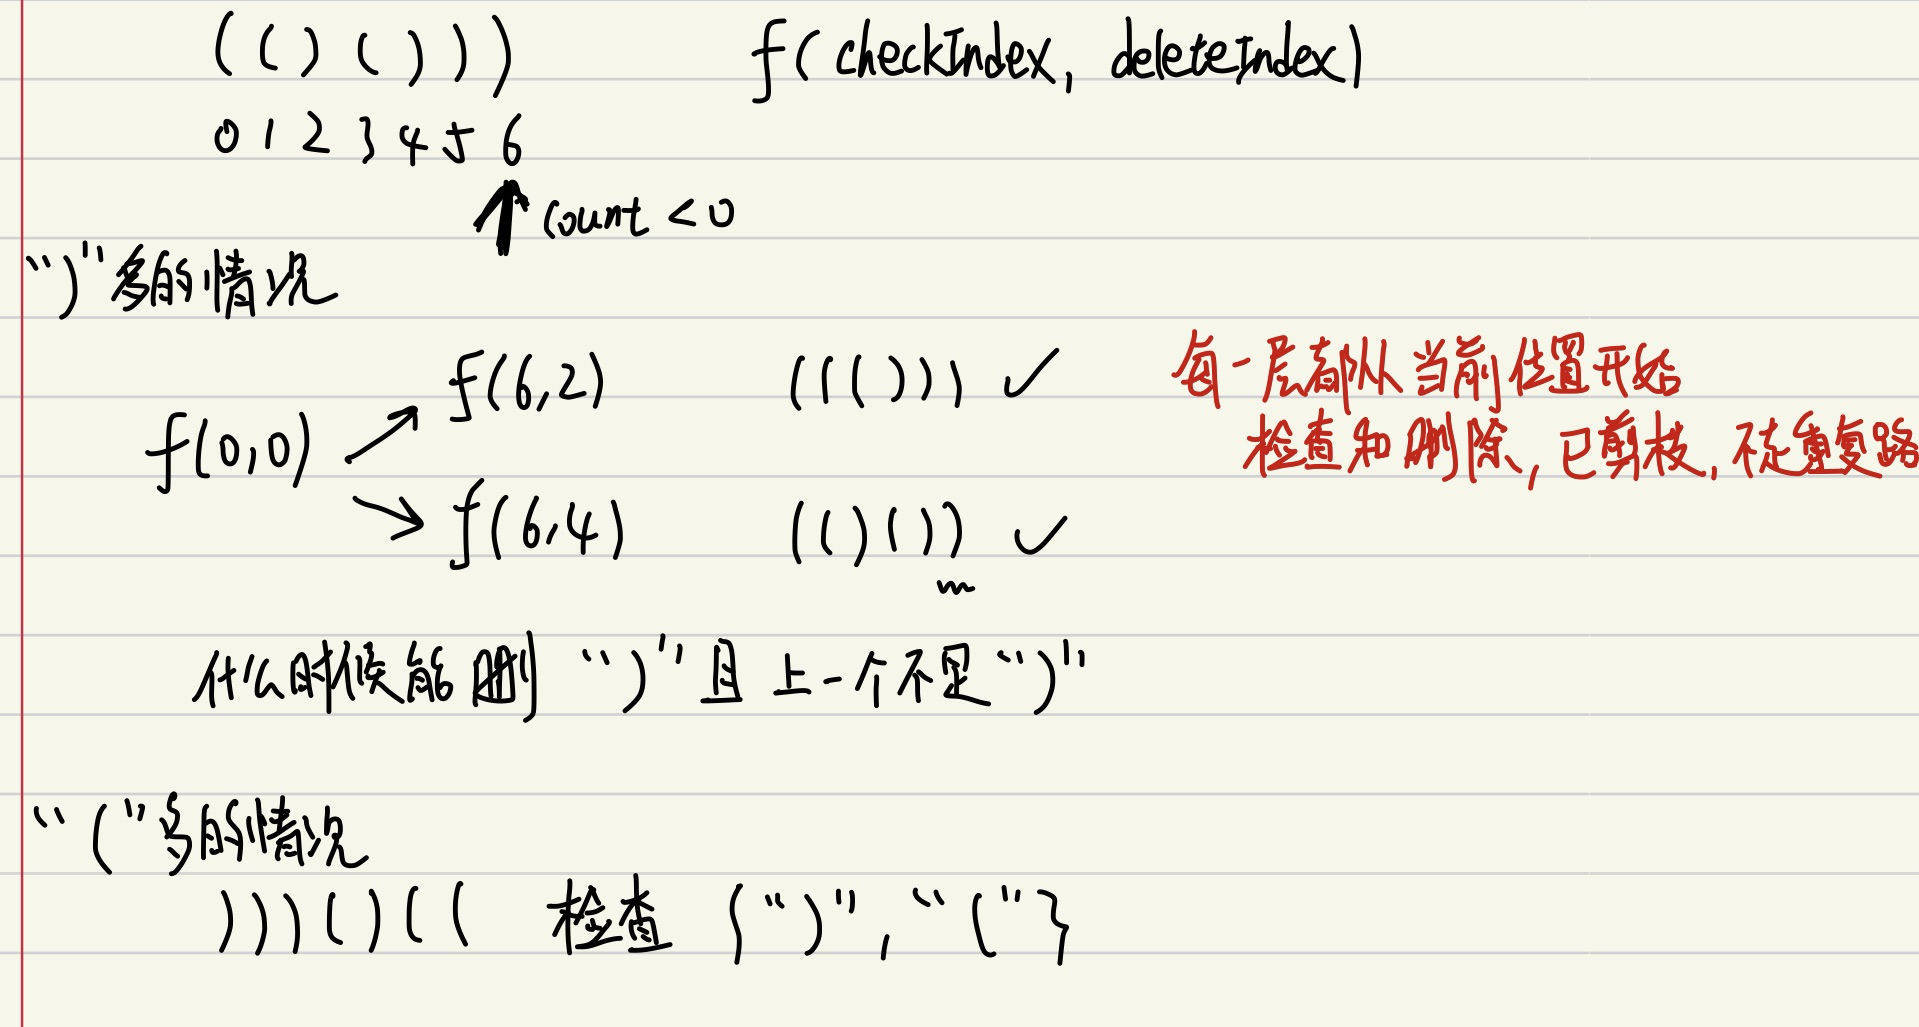 (()())) f(checkIndex, deleteIndex)
0 1 2 3 4 5 6
count < 0
“)”多的情况
f(6,2) ((())) ✓ 每一层都从当前位置开始
f(0,0) 检查和删除,已剪枝,不走重复路
f(6,4) (()()) ✓
什么时候能删 “)” 且 上一个不是 “)”
“(”多的情况
)))()(( 检查 {“)”, “(”}